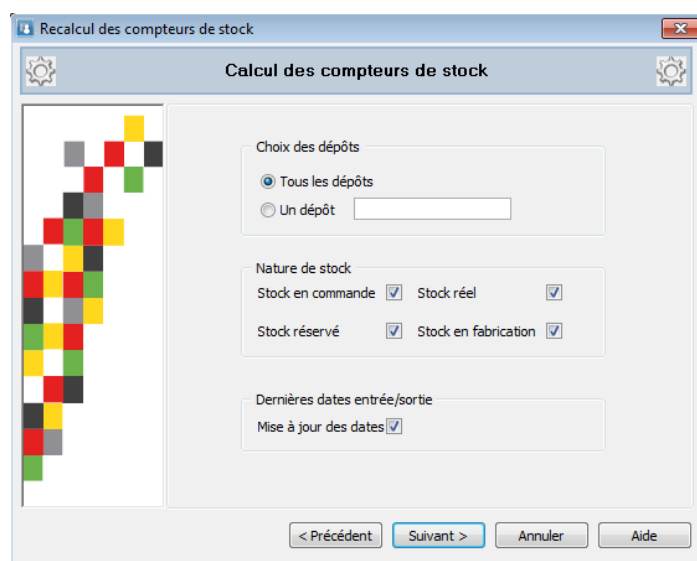 Recalcul des compteurs de stock
Calcul des compteurs de stock
Choix des dépôts
Tous les dépôts
Un dépôt
Nature de stock
Stock en commande Stock réel
Stock réservé Stock en fabrication
Dernières dates entrée/sortie
Mise à jour des dates
< Précédent Suivant > Annuler Aide